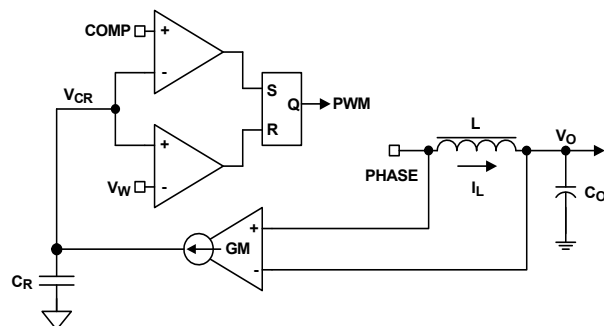 COMP
+
-
V_CR
S
Q
R
PWM
+
-
V_W
L
V_O
PHASE
I_L
C_O
+
GM
-
C_R